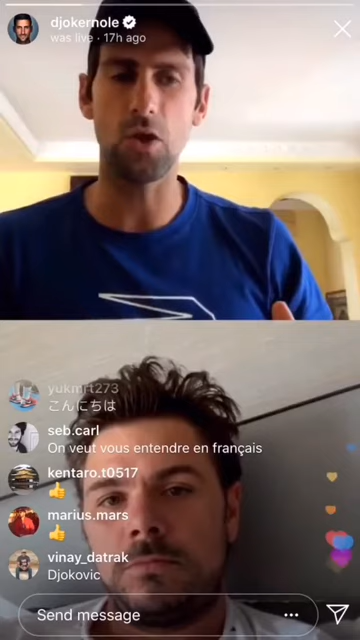 djokernole
was live · 17h ago
yukmrt273
こんにちは
seb.carl
On veut vous entendre en français
kentaro.t0517
👍
marius.mars
👍
vinay_datrak
Djokovic
Send message